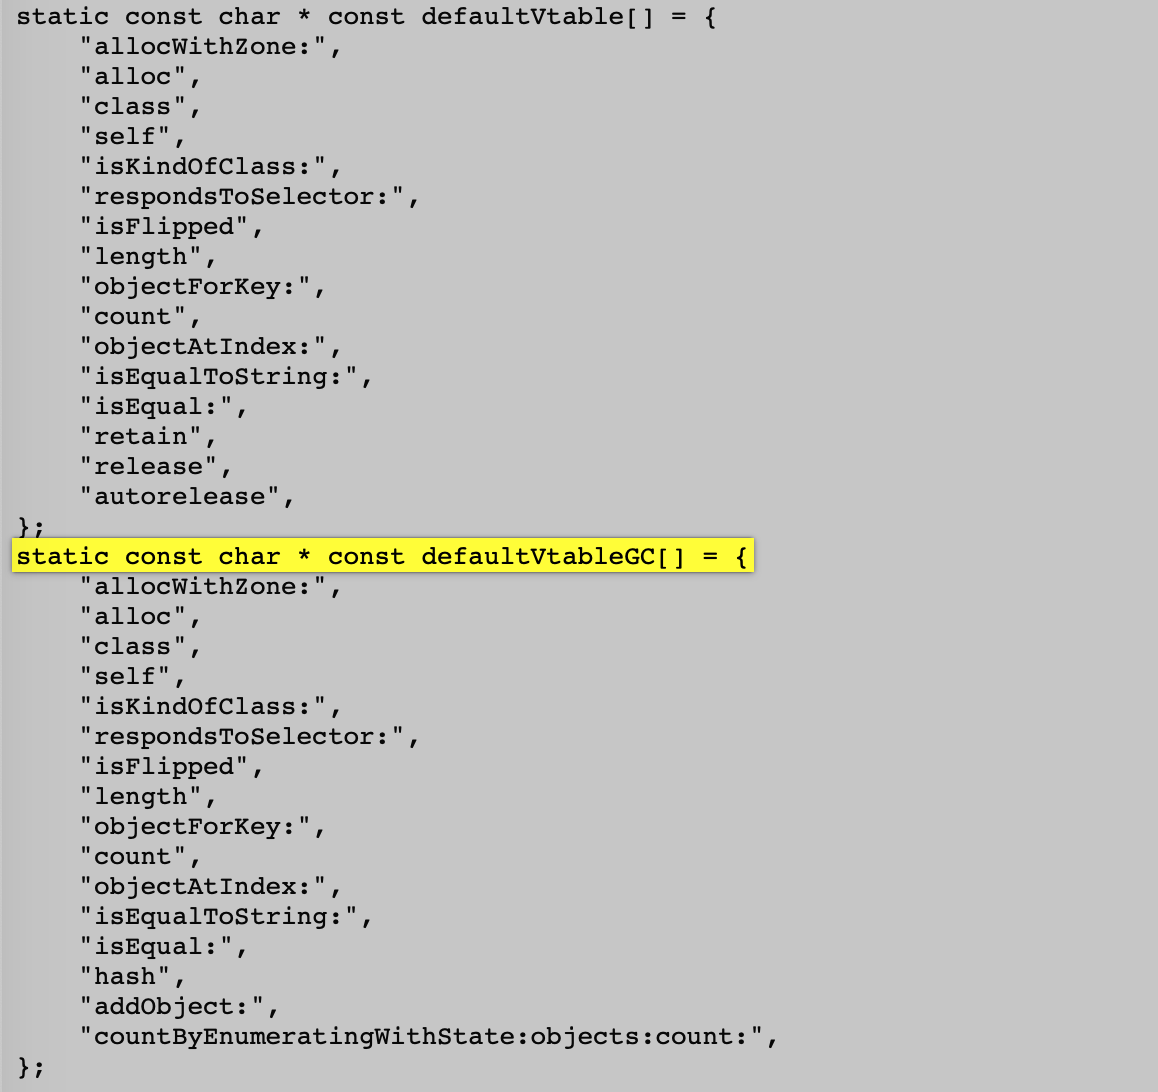 static const char * const defaultVtable[] = {
    "allocWithZone:",
    "alloc",
    "class",
    "self",
    "isKindOfClass:",
    "respondsToSelector:",
    "isFlipped",
    "length",
    "objectForKey:",
    "count",
    "objectAtIndex:",
    "isEqualToString:",
    "isEqual:",
    "retain",
    "release",
    "autorelease",
};
static const char * const defaultVtableGC[] = {
    "allocWithZone:",
    "alloc",
    "class",
    "self",
    "isKindOfClass:",
    "respondsToSelector:",
    "isFlipped",
    "length",
    "objectForKey:",
    "count",
    "objectAtIndex:",
    "isEqualToString:",
    "isEqual:",
    "hash",
    "addObject:",
    "countByEnumeratingWithState:objects:count:",
};